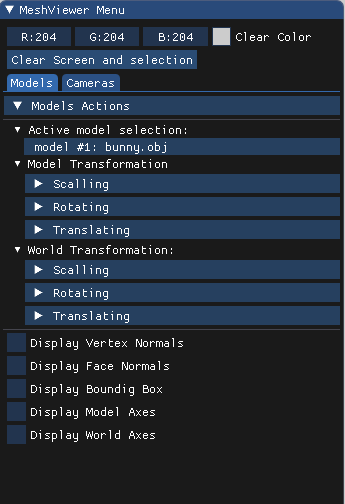 MeshViewer Menu
R:204 G:204 B:204 Clear Color
Clear Screen and selection
Models Cameras
Models Actions
Active model selection:
model #1: bunny.obj
Model Transformation
Scalling
Rotating
Translating
World Transformation:
Scalling
Rotating
Translating
Display Vertex Normals
Display Face Normals
Display Boundig Box
Display Model Axes
Display World Axes